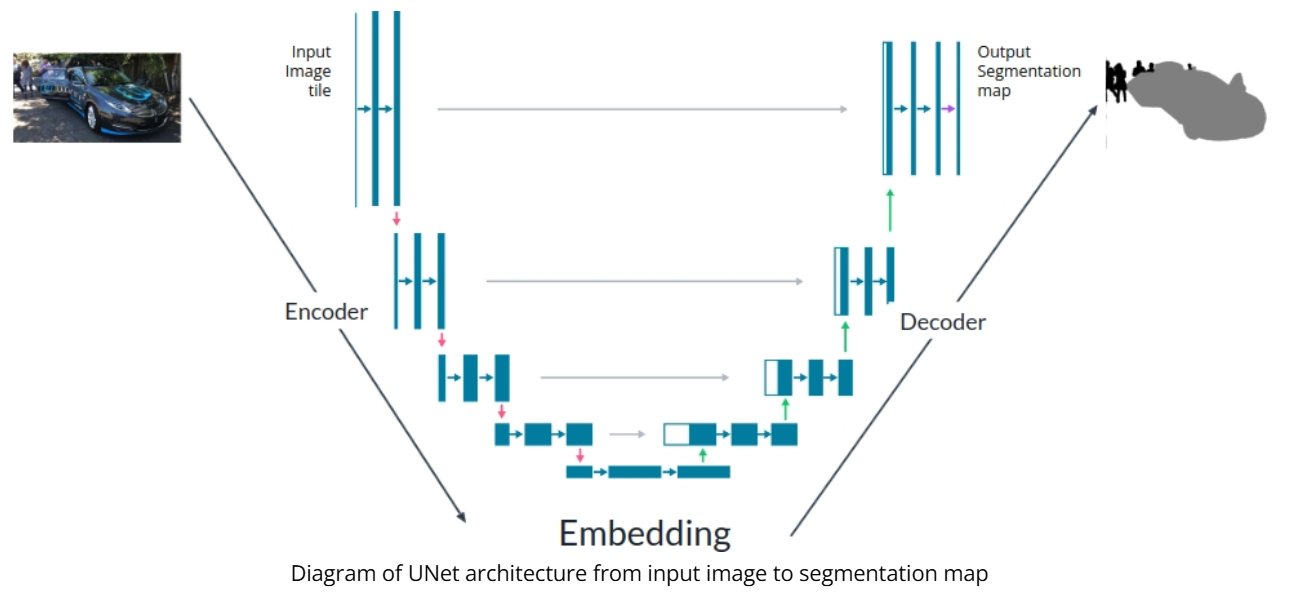 Input
Image
tile
Output
Segmentation
map
Encoder
Decoder
Embedding
Diagram of UNet architecture from input image to segmentation map